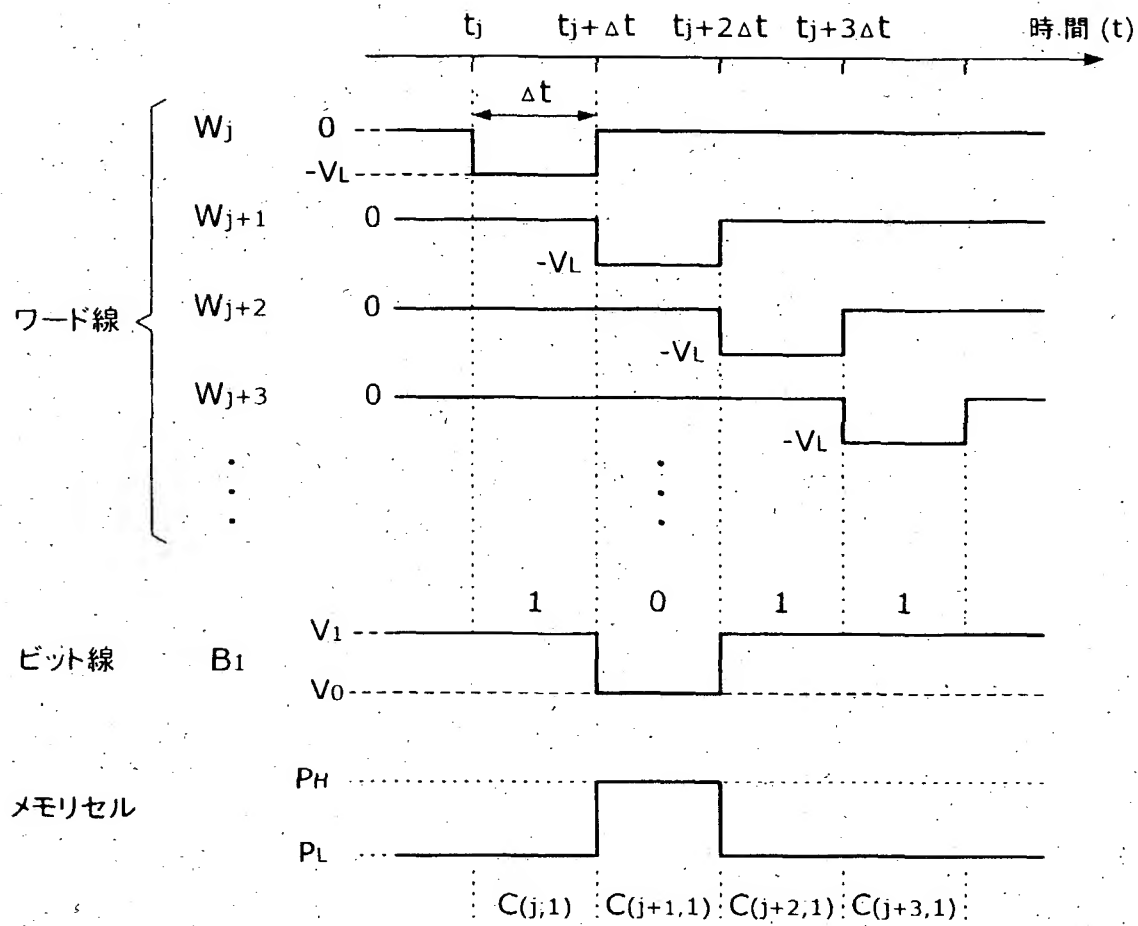 tj tj+Δt tj+2Δt tj+3Δt 時間 (t)
Δt
Wj 0
-VL
Wj+1 0
-VL
ワード線 Wj+2 0
-VL
Wj+3 0
-VL
1 0 1 1
V1
ビット線 B1
V0
PH
メモリセル
PL
C(j,1) C(j+1,1) C(j+2,1) C(j+3,1)